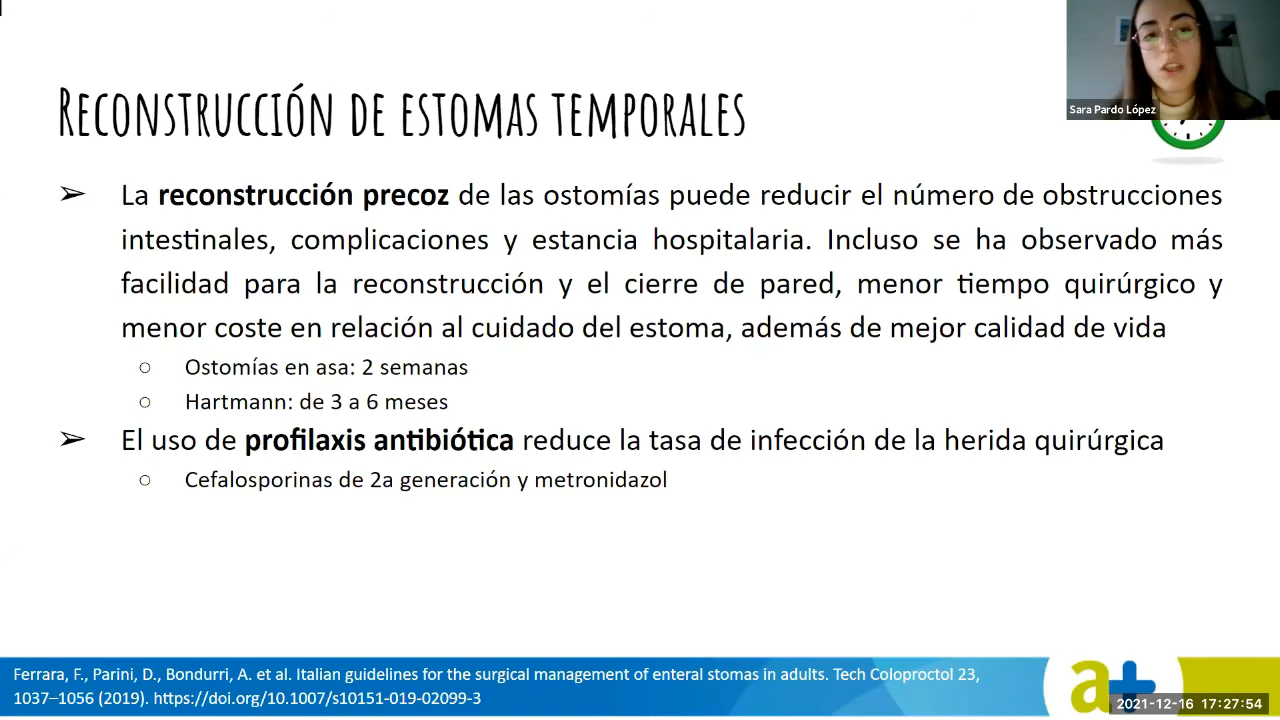 Sara Pardo López
Reconstrucción de estomas temporales
➢ La reconstrucción precoz de las ostomías puede reducir el número de obstrucciones
intestinales, complicaciones y estancia hospitalaria. Incluso se ha observado más
facilidad para la reconstrucción y el cierre de pared, menor tiempo quirúrgico y
menor coste en relación al cuidado del estoma, además de mejor calidad de vida
○ Ostomías en asa: 2 semanas
○ Hartmann: de 3 a 6 meses
➢ El uso de profilaxis antibiótica reduce la tasa de infección de la herida quirúrgica
○ Cefalosporinas de 2a generación y metronidazol
Ferrara, F., Parini, D., Bondurri, A. et al. Italian guidelines for the surgical management of enteral stomas in adults. Tech Coloproctol 23,
1037–1056 (2019). https://doi.org/10.1007/s10151-019-02099-3
a+
2021-12-16 17:27:54